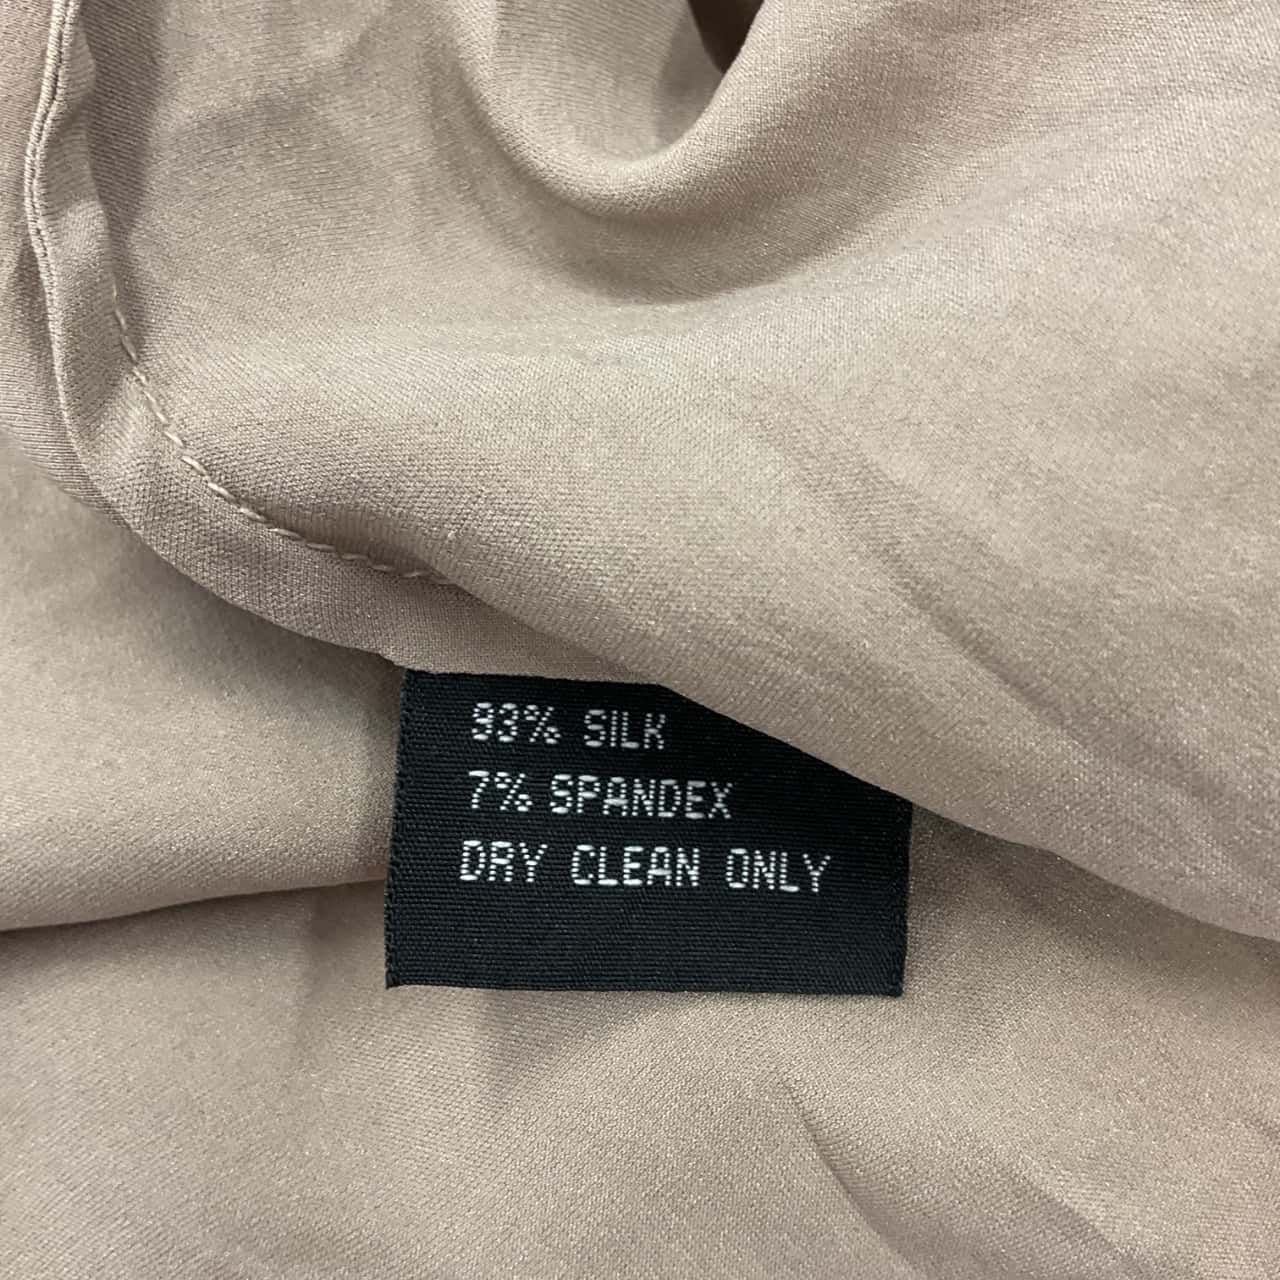 93% SILK
7% SPANDEX
DRY CLEAN ONLY